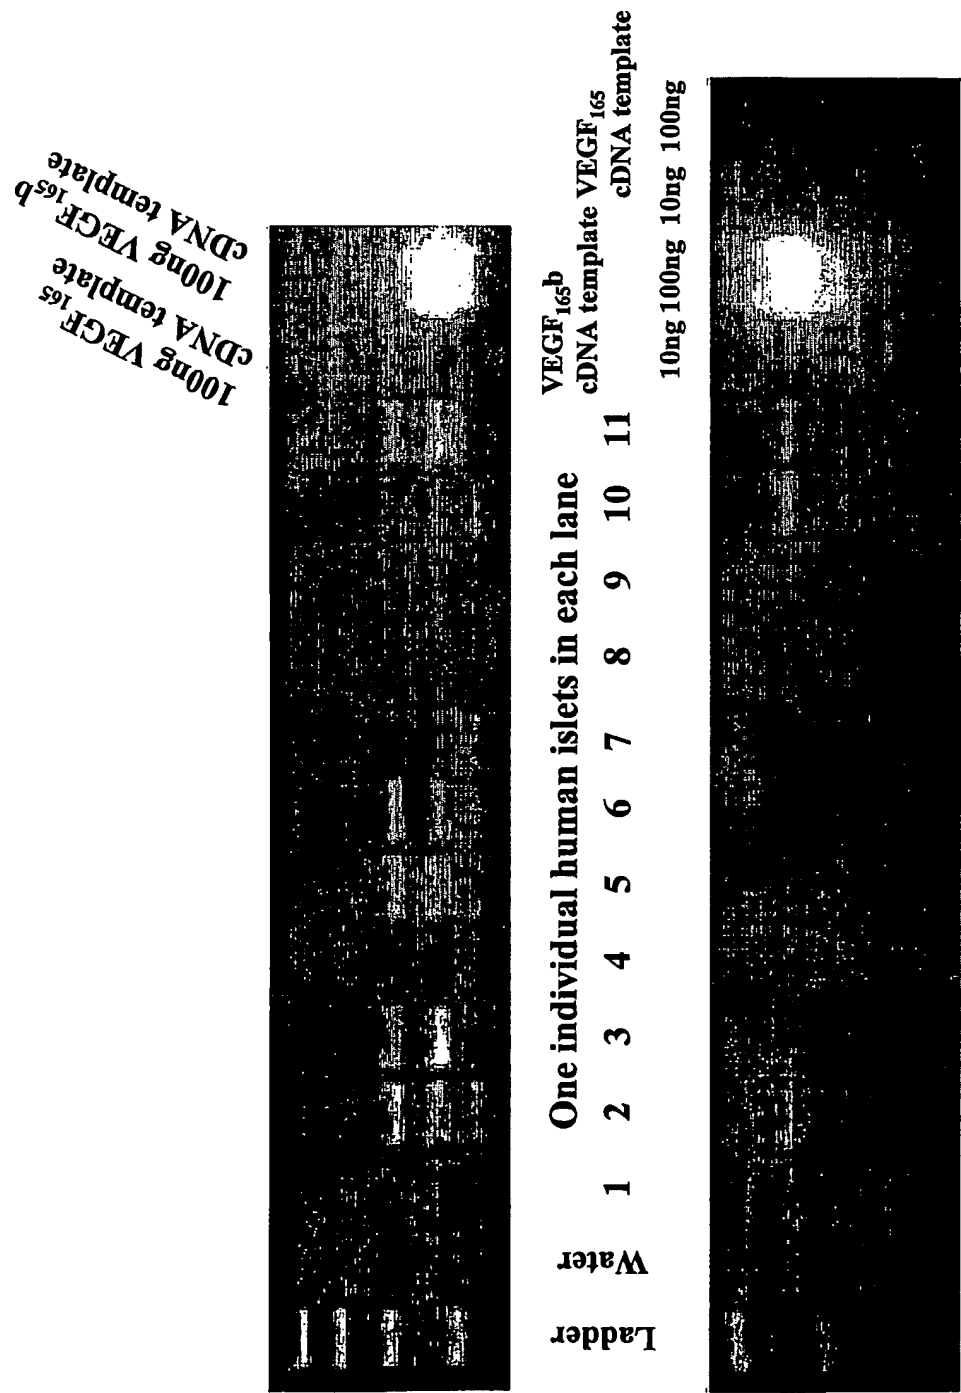 100ng VEGF165
cDNA template
100ng VEGF165b
cDNA template
VEGF165b
cDNA template
VEGF165
cDNA template
10ng 100ng 10ng 100ng
One individual human islets in each lane
Ladder Water 1 2 3 4 5 6 7 8 9 10 11